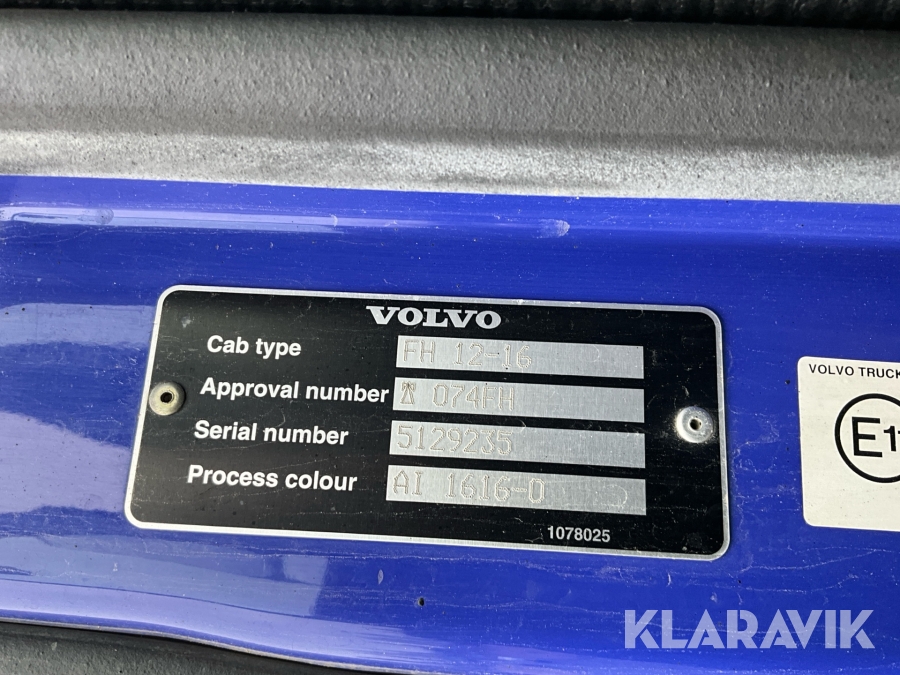 VOLVO
Cab type FH 12-16
Approval number 074FH
Serial number 5129235
Process colour AI 1616-0
1078025
VOLVO TRUCK
KLARAVIK